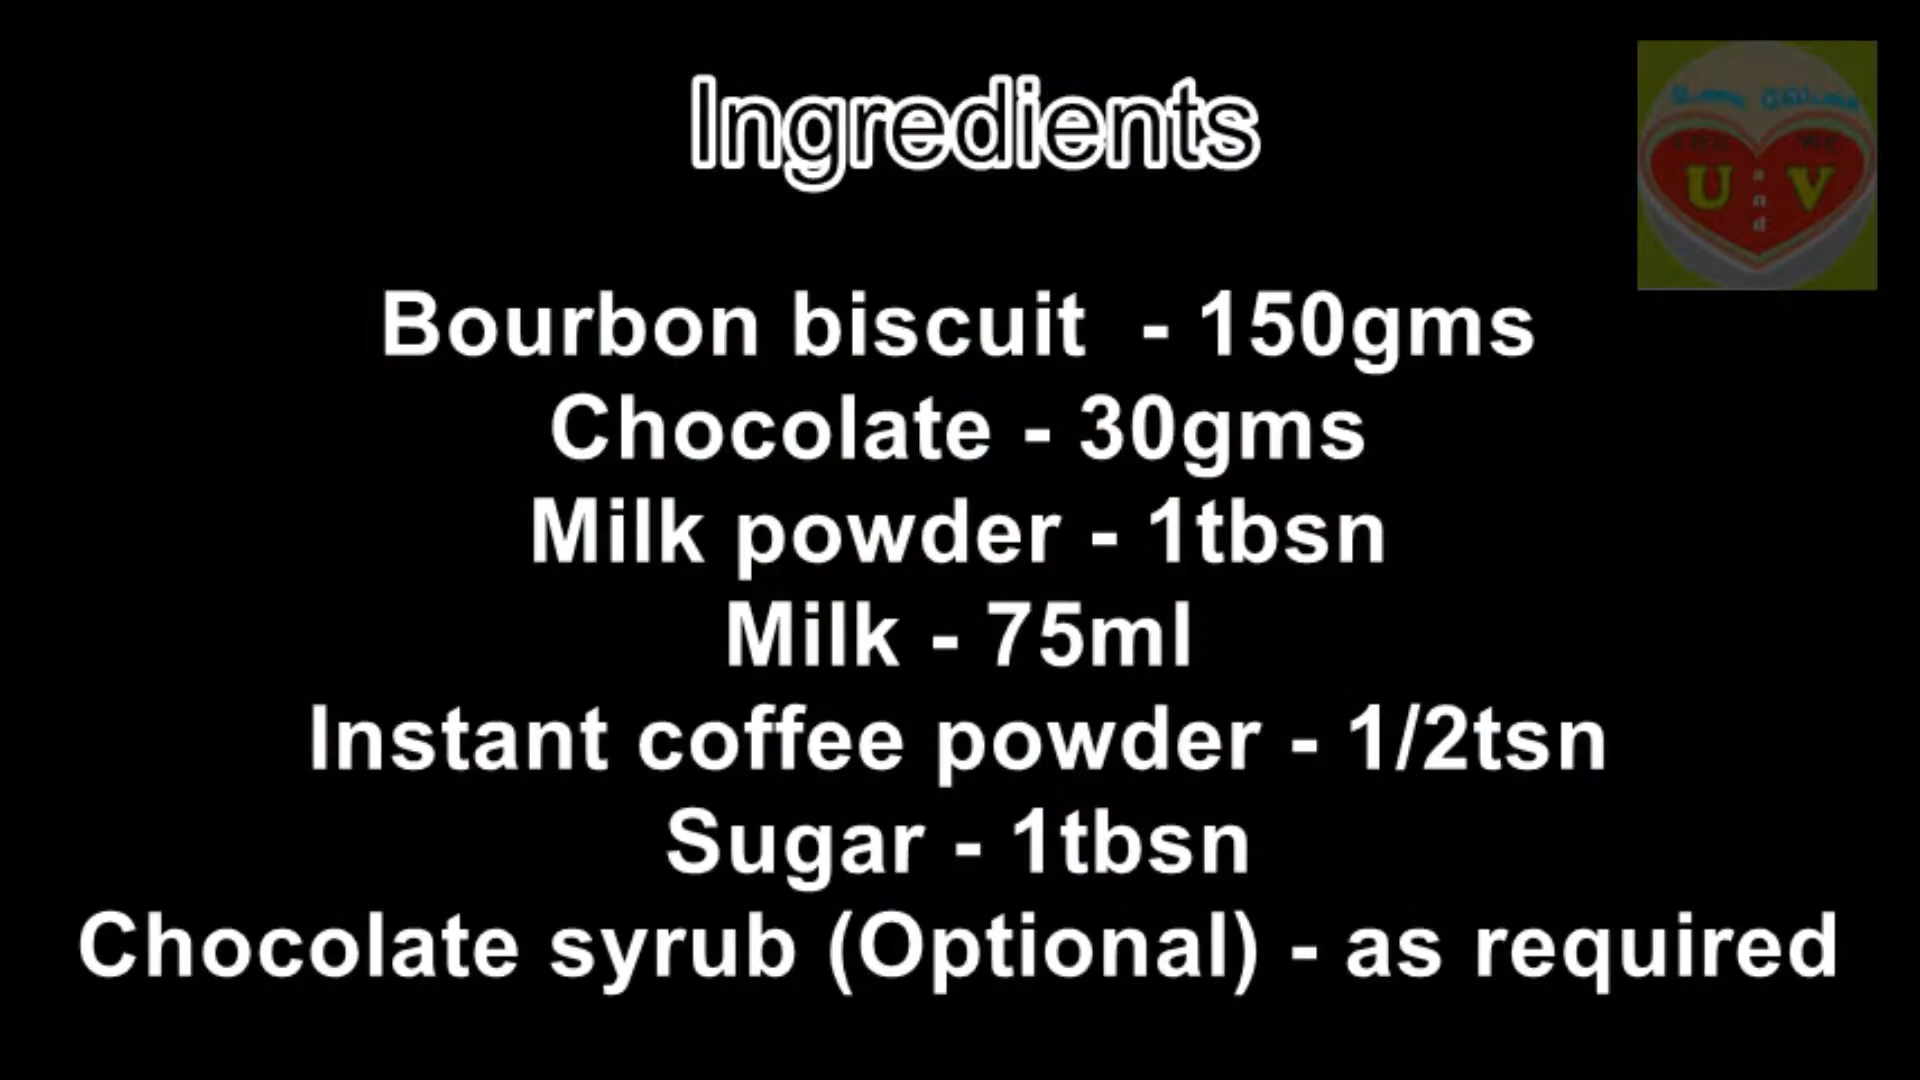 Ingredients
Bourbon biscuit - 150gms
Chocolate - 30gms
Milk powder - 1tbsn
Milk - 75ml
Instant coffee powder - 1/2tsn
Sugar - 1tbsn
Chocolate syrub (Optional) - as required
U and V